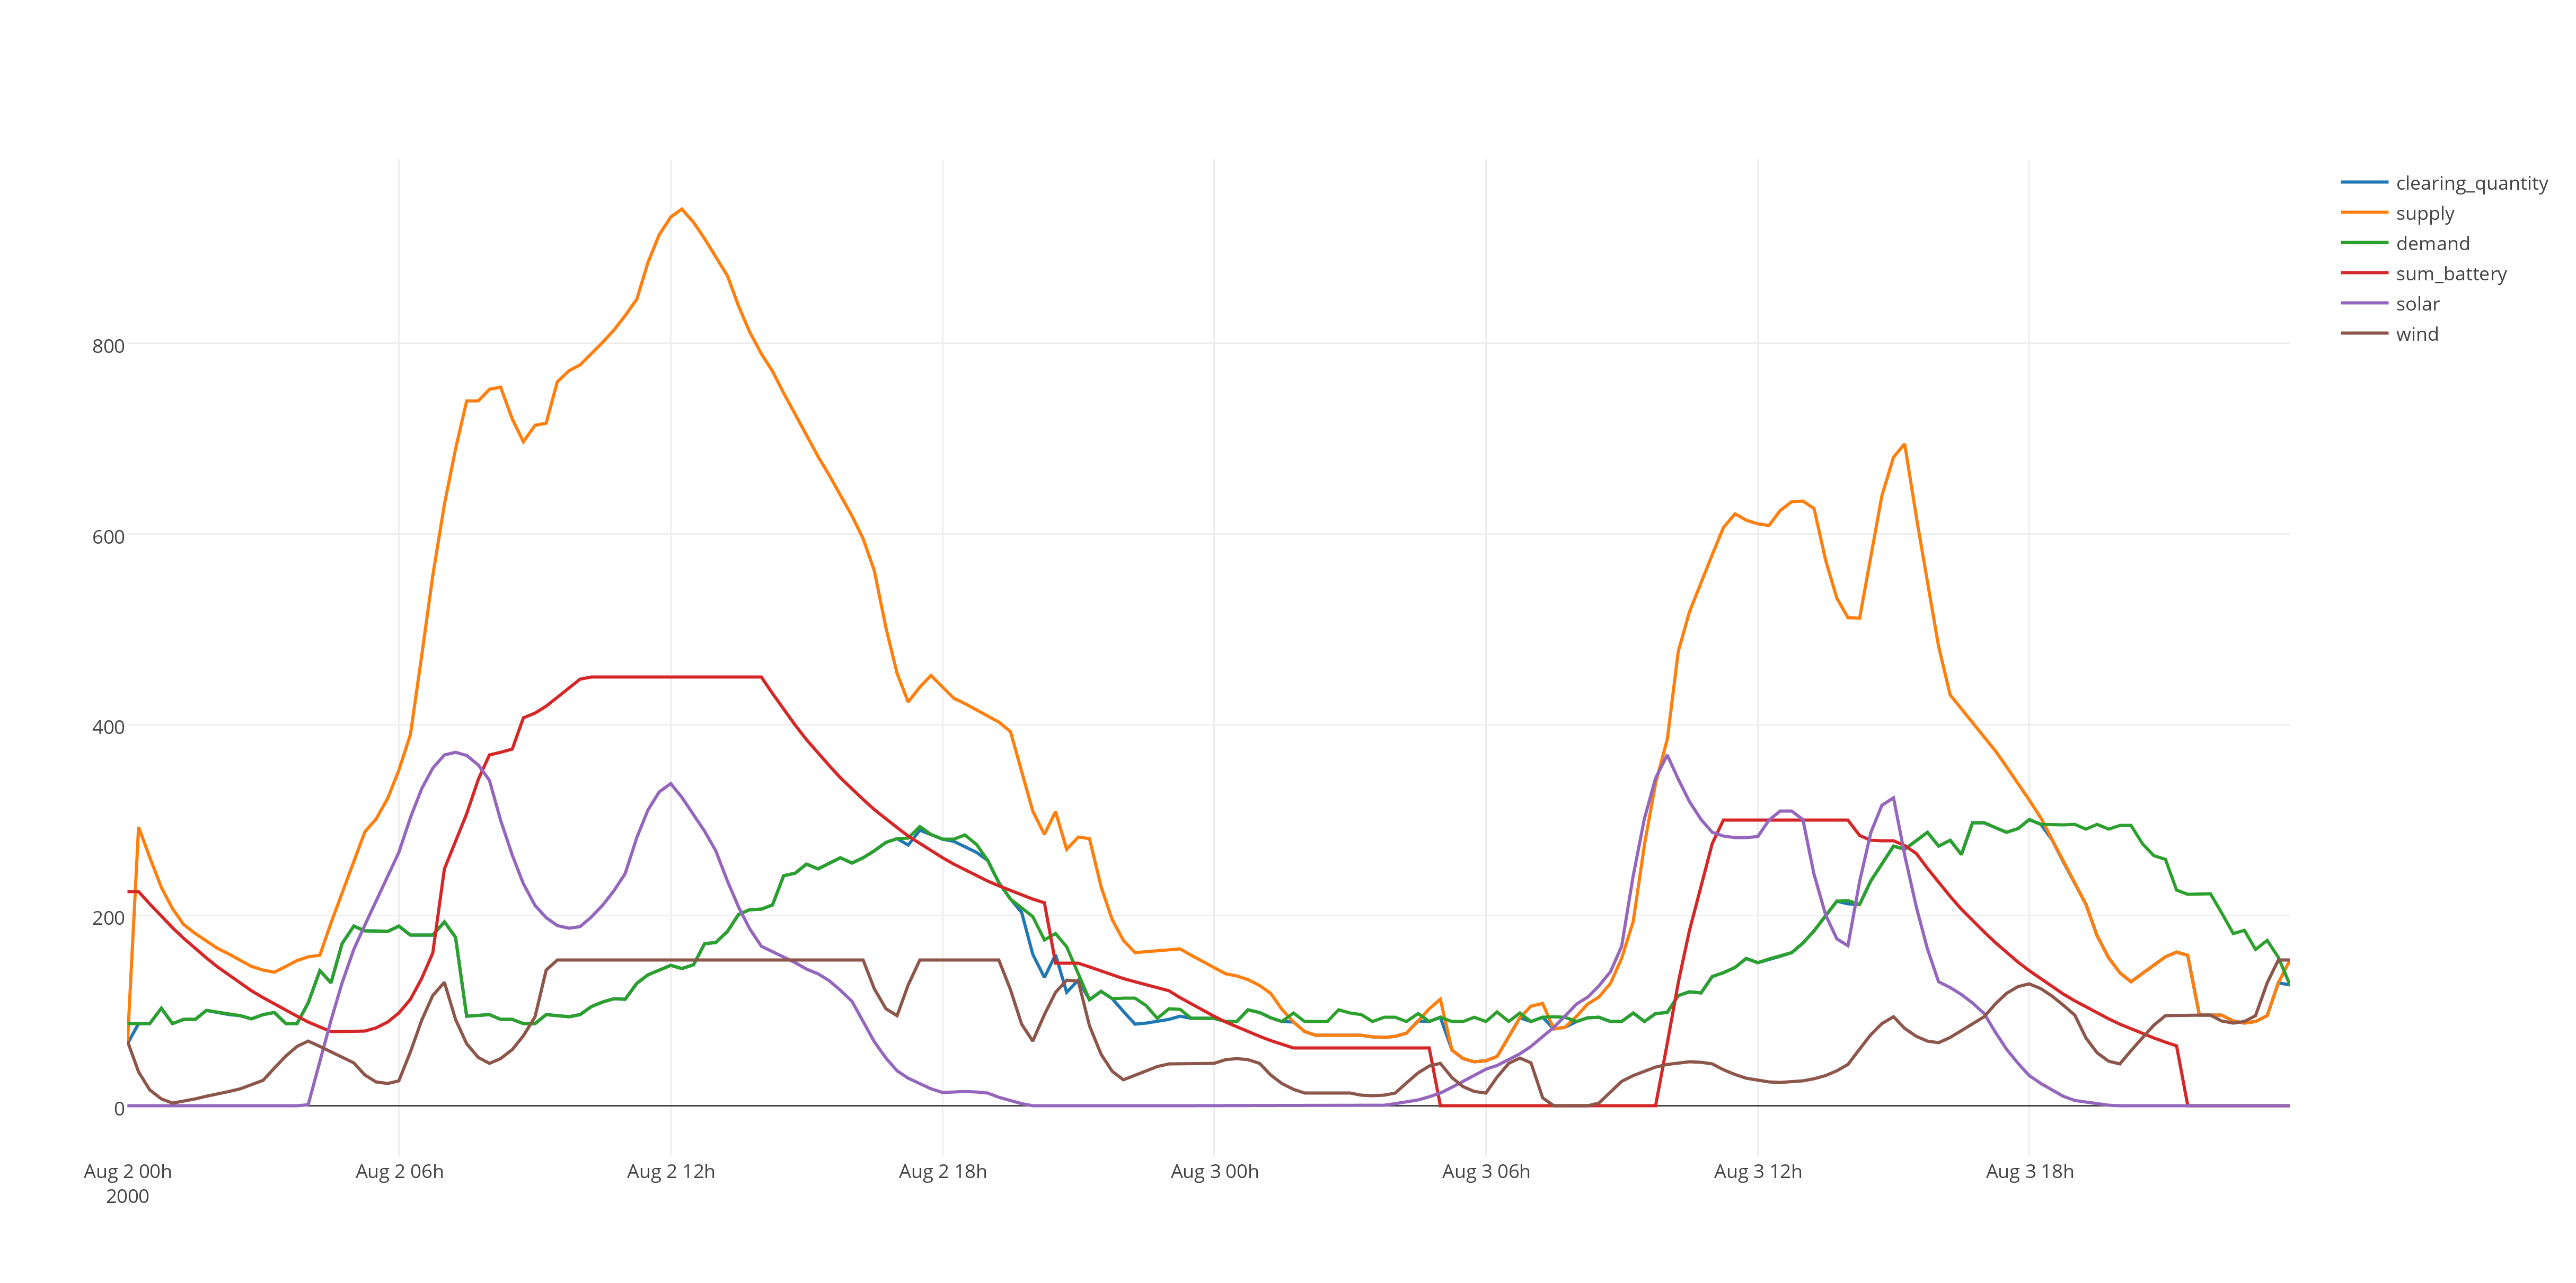 clearing_quantity
supply
demand
sum_battery
solar
wind
800
600
400
200
0
Aug 2 00h
2000
Aug 2 06h
Aug 2 12h
Aug 2 18h
Aug 3 00h
Aug 3 06h
Aug 3 12h
Aug 3 18h